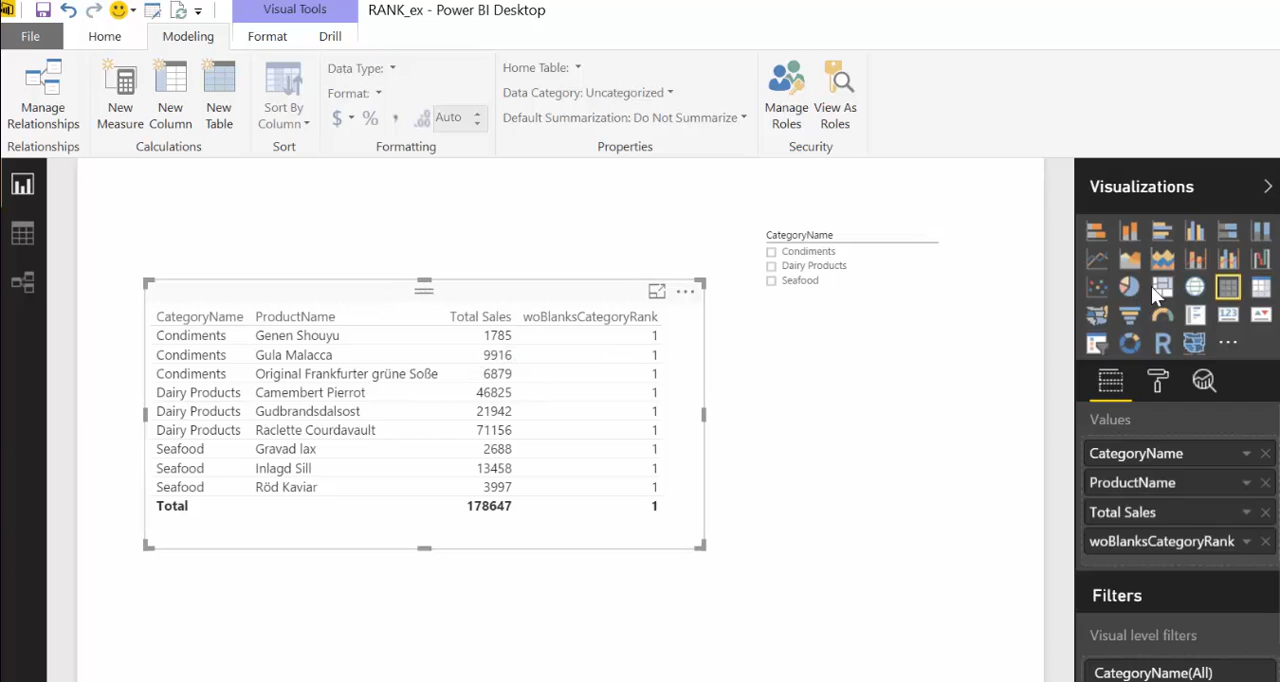 Visual Tools
RANK_ex - Power BI Desktop
File
Home
Modeling
Format
Drill
Manage
Relationships
New
Measure
New
Column
New
Table
Sort By
Column
Data Type:
Format:
$ % , Auto
Home Table:
Data Category: Uncategorized
Default Summarization: Do Not Summarize
Manage
Roles
View As
Roles
Relationships
Calculations
Sort
Formatting
Properties
Security
CategoryName
Condiments
Dairy Products
Seafood
CategoryName ProductName Total Sales woBlanksCategoryRank
Condiments Genen Shouyu 1785 1
Condiments Gula Malacca 9916 1
Condiments Original Frankfurter grüne Soße 6879 1
Dairy Products Camembert Pierrot 46825 1
Dairy Products Gudbrandsdalsost 21942 1
Dairy Products Raclette Courdavault 71156 1
Seafood Gravad lax 2688 1
Seafood Inlagd Sill 13458 1
Seafood Röd Kaviar 3997 1
Total 178647 1
Visualizations
123
R
Values
CategoryName
ProductName
Total Sales
woBlanksCategoryRank
Filters
Visual level filters
CategoryName(All)